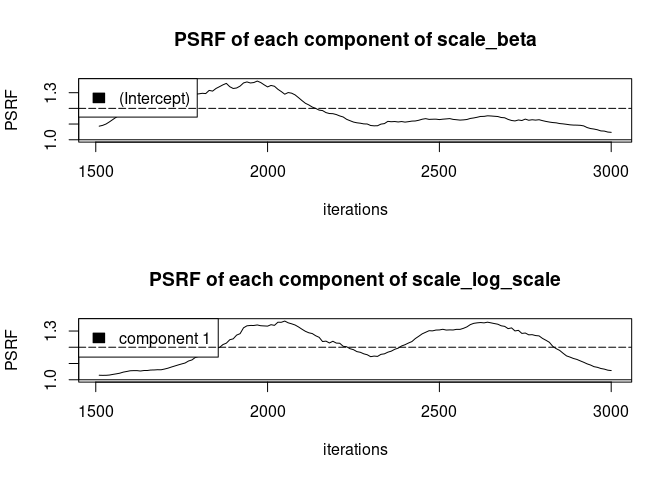 PSRF of each component of scale_beta
PSRF
1.0 1.3
(Intercept)
1500 2000 2500 3000
iterations
PSRF of each component of scale_log_scale
PSRF
1.0 1.3
component 1
1500 2000 2500 3000
iterations